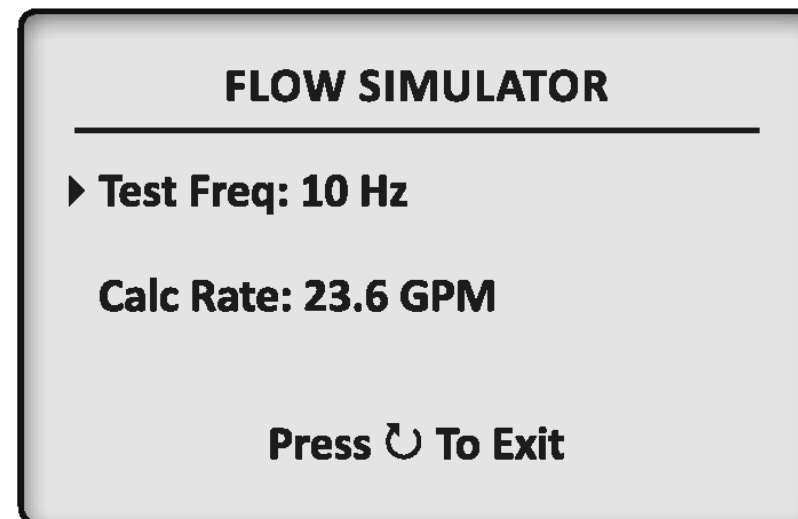 FLOW SIMULATOR
Test Freq: 10 Hz
Calc Rate: 23.6 GPM
Press ↻ To Exit